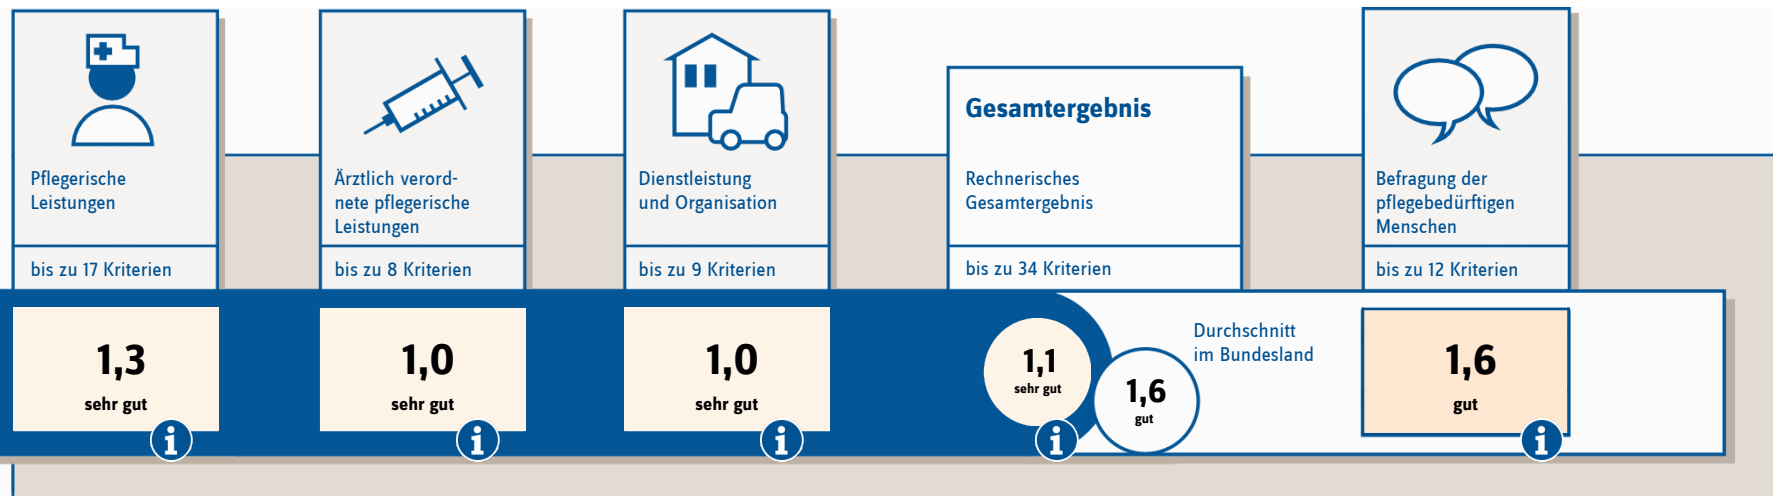 Pflegerische
Leistungen
bis zu 17 Kriterien
1,3
sehr gut
Ärztlich verord-
nete pflegerische
Leistungen
bis zu 8 Kriterien
1,0
sehr gut
Dienstleistung
und Organisation
bis zu 9 Kriterien
1,0
sehr gut
Gesamtergebnis
Rechnerisches
Gesamtergebnis
bis zu 34 Kriterien
1,1
sehr gut
1,6
gut
Durchschnitt
im Bundesland
Befragung der
pflegebedürftigen
Menschen
bis zu 12 Kriterien
1,6
gut